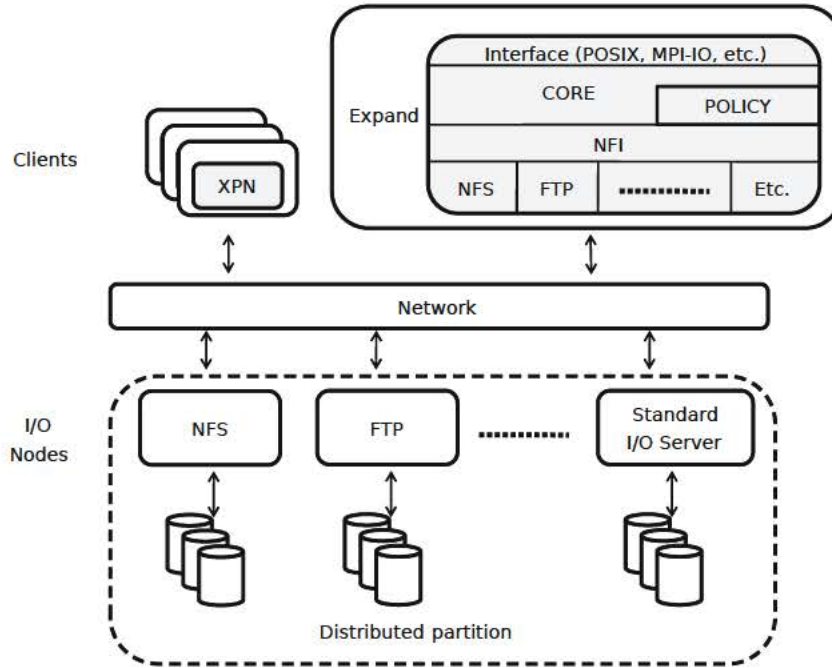 Interface (POSIX, MPI-IO, etc.)
CORE
POLICY
Expand
NFI
Clients
XPN
NFS
FTP
Etc.
Network
I/O
Nodes
NFS
FTP
Standard
I/O Server
Distributed partition